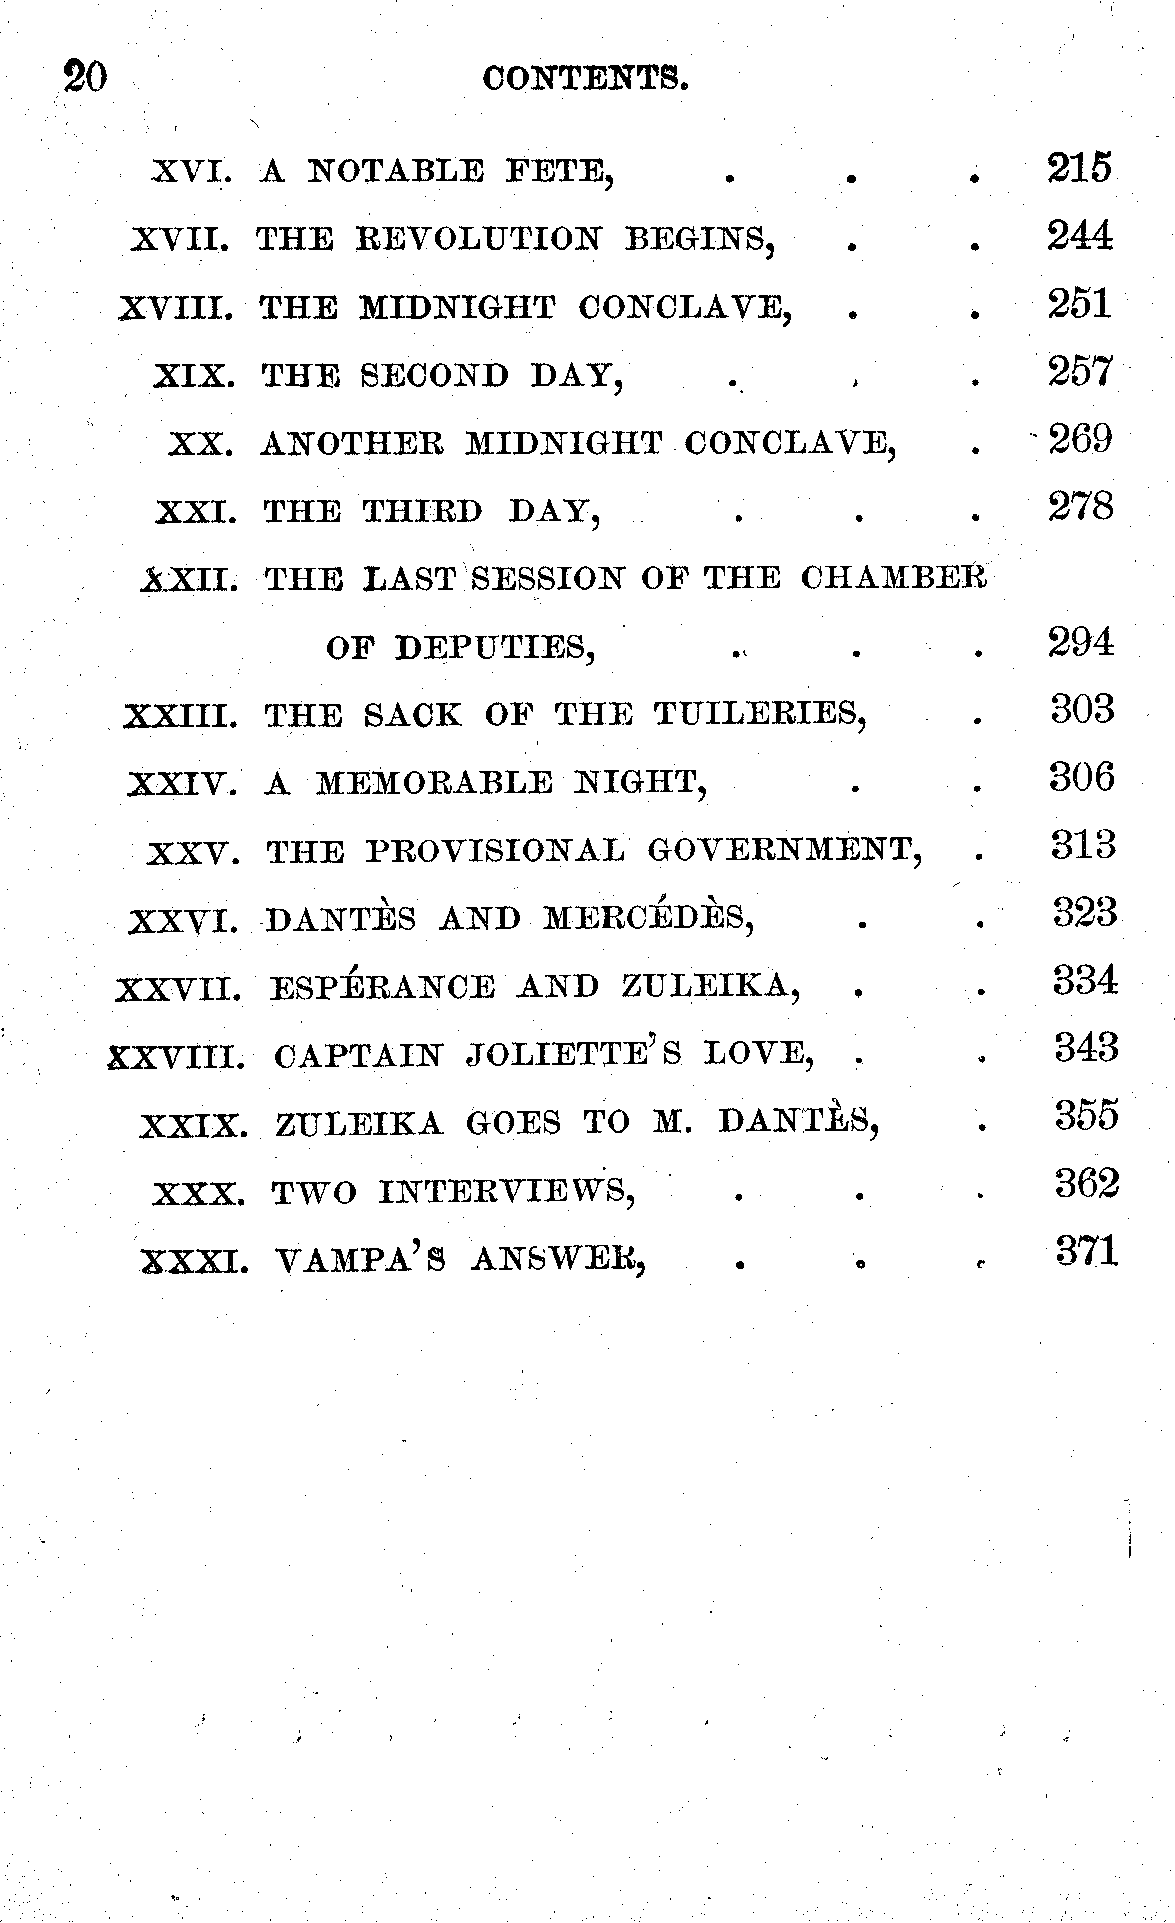 20 CONTENTS.
XVI. A NOTABLE FETE, . . . 215
XVII. THE REVOLUTION BEGINS, . . 244
XVIII. THE MIDNIGHT CONCLAVE, . . 251
XIX. THE SECOND DAY, . . . 257
XX. ANOTHER MIDNIGHT CONCLAVE, . 269
XXI. THE THIRD DAY, . . . 278
XXII. THE LAST SESSION OF THE CHAMBER
OF DEPUTIES, . . . 294
XXIII. THE SACK OF THE TUILERIES, . 303
XXIV. A MEMORABLE NIGHT, . . 306
XXV. THE PROVISIONAL GOVERNMENT, . 313
XXVI. DANTÈS AND MERCÉDÈS, . . 323
XXVII. ESPÉRANCE AND ZULEIKA, . . 334
XXVIII. CAPTAIN JOLIETTE'S LOVE, . . 343
XXIX. ZULEIKA GOES TO M. DANTÈS, . 355
XXX. TWO INTERVIEWS, . . . 362
XXXI. VAMPA'S ANSWER, . . . 371